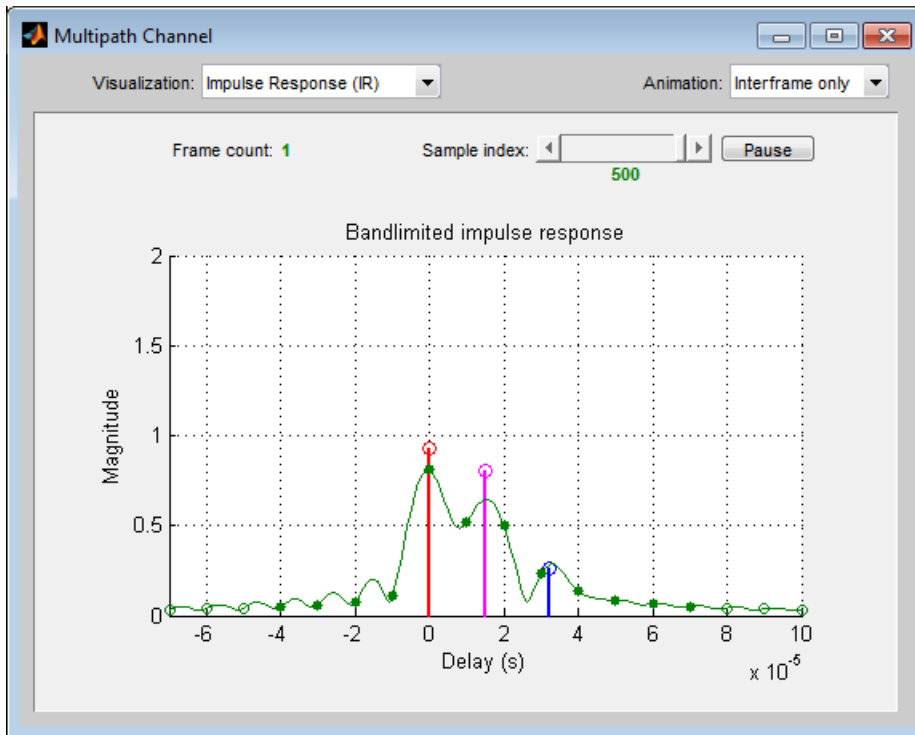 Multipath Channel
Visualization: Impulse Response (IR) Animation: Interframe only
Frame count: 1 Sample index: Pause
500
Bandlimited impulse response
2
1.5
1
0.5
0
Magnitude
-6 -4 -2 0 2 4 6 8 10
Delay (s)
x 10^-5